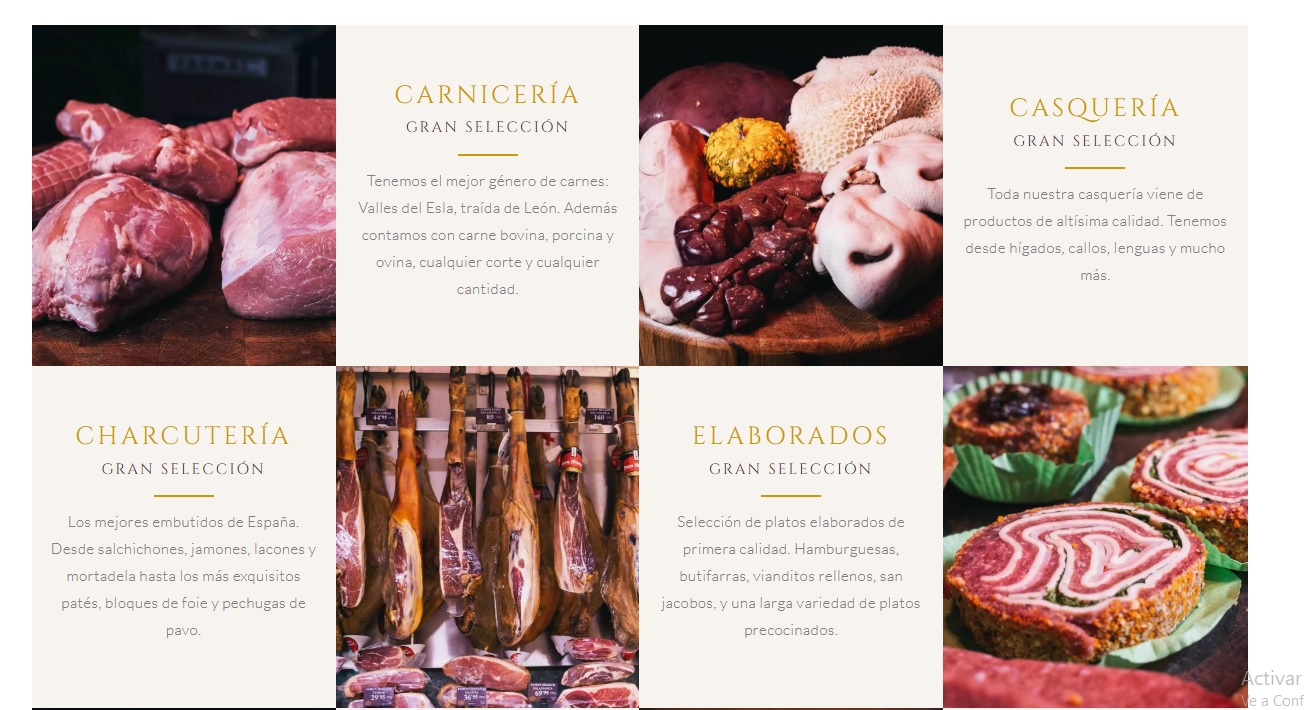 CARNICERÍA
GRAN SELECCIÓN
Tenemos el mejor género de carnes:
Valles del Esla, traída de León. Además
contamos con carne bovina, porcina y
ovina, cualquier corte y cualquier
cantidad.
CASQUERÍA
GRAN SELECCIÓN
Toda nuestra casquería viene de
productos de altísima calidad. Tenemos
desde hígados, callos, lenguas y mucho
más.
CHARCUTERÍA
GRAN SELECCIÓN
Los mejores embutidos de España.
Desde salchichones, jamones, lacones y
mortadela hasta los más exquisitos
patés, bloques de foie y pechugas de
pavo.
ELABORADOS
GRAN SELECCIÓN
Selección de platos elaborados de
primera calidad. Hamburguesas,
butifarras, vianditos rellenos, san
jacobos, y una larga variedad de platos
precocinados.
Activar
Ve a Conf